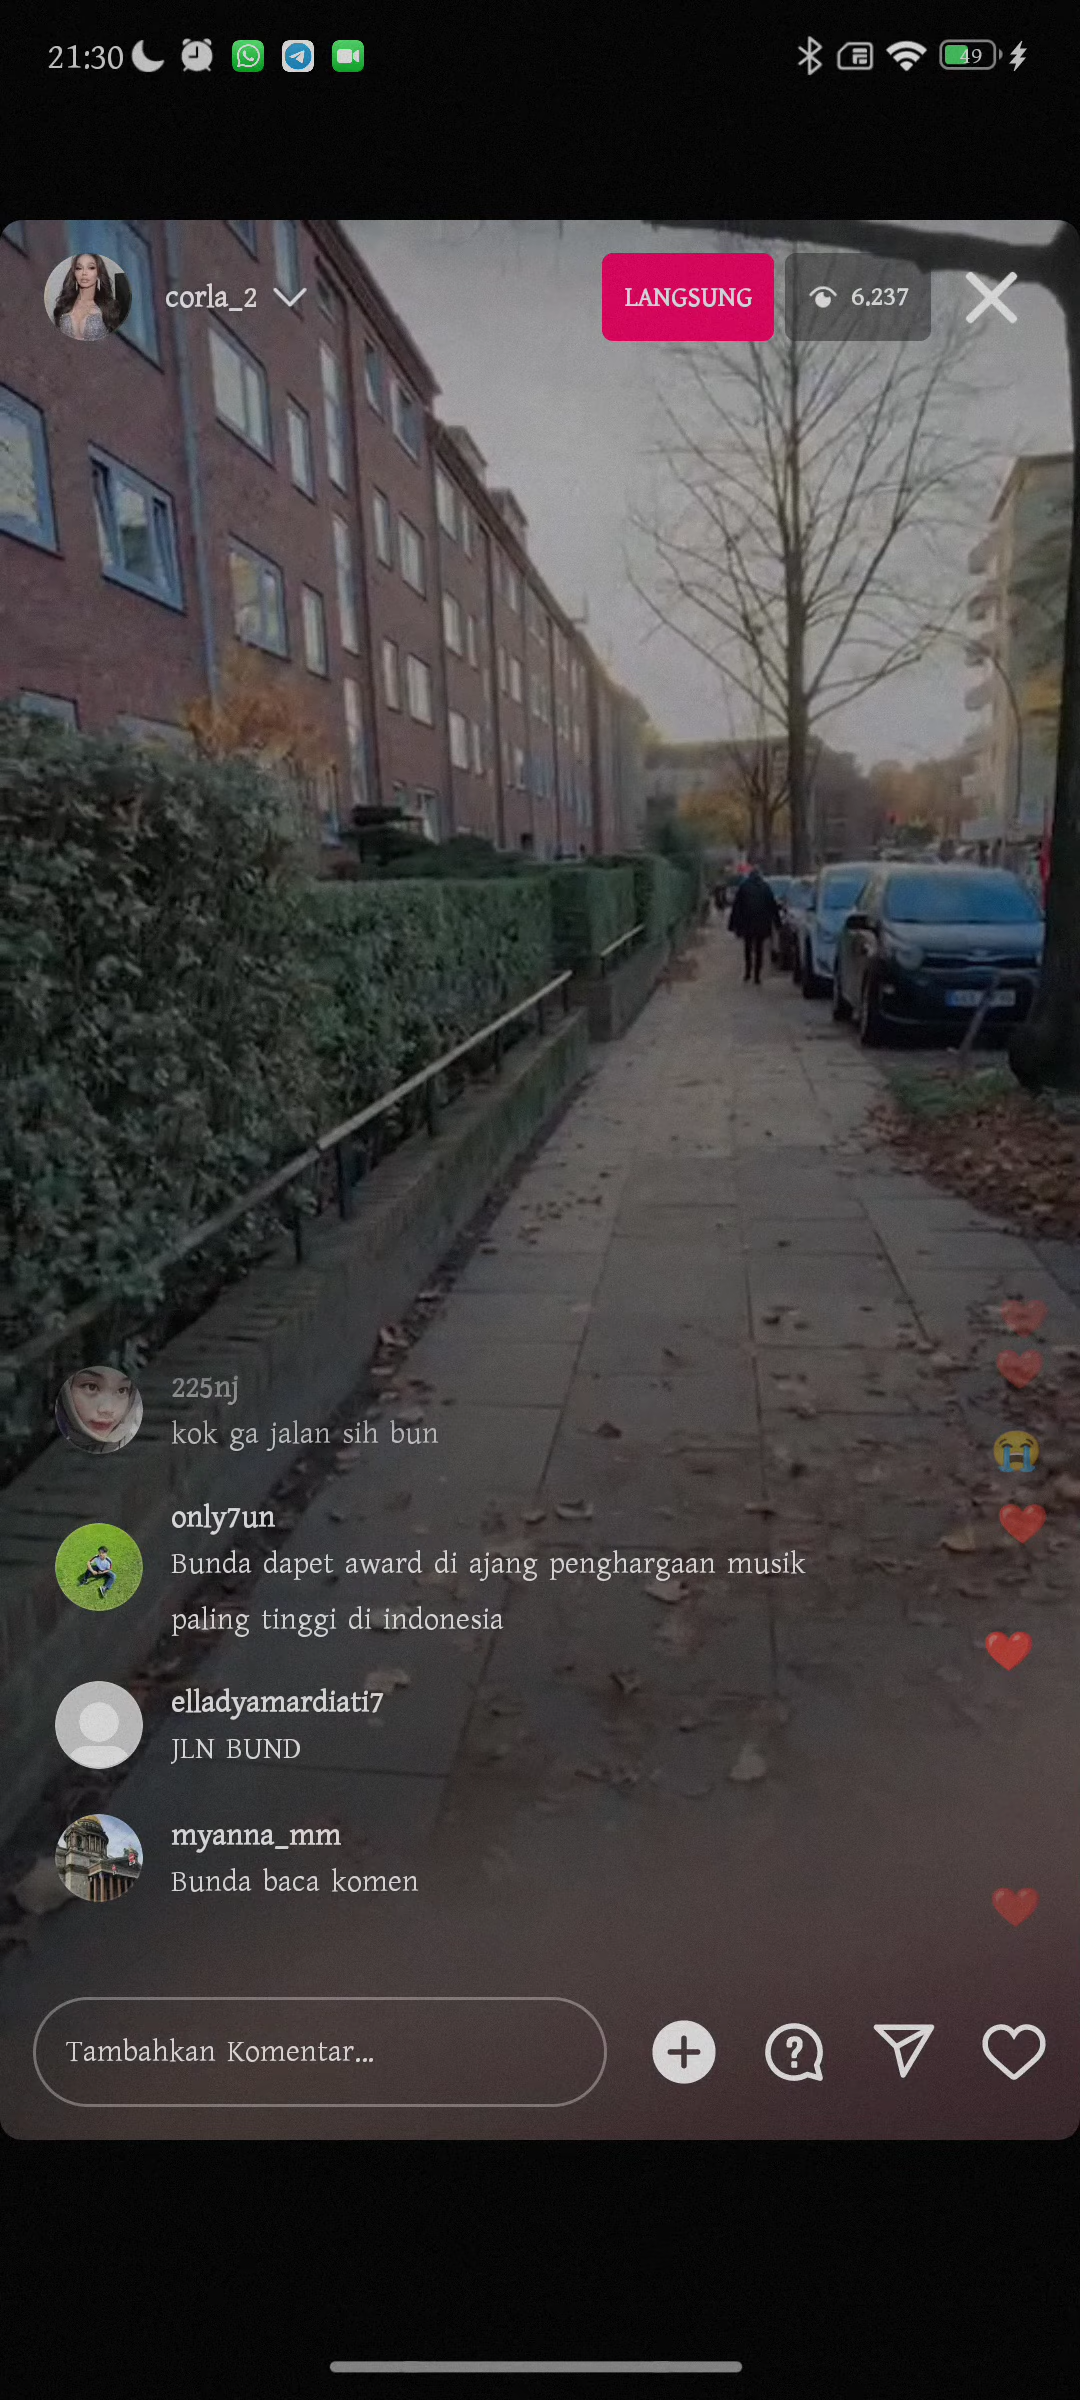 21:30
49
corla_2
LANGSUNG
6.237
225nj
kok ga jalan sih bun
only7un
Bunda dapet award di ajang penghargaan musik
paling tinggi di indonesia
elladyamardiati7
JLN BUND
myanna_mm
Bunda baca komen
Tambahkan Komentar...